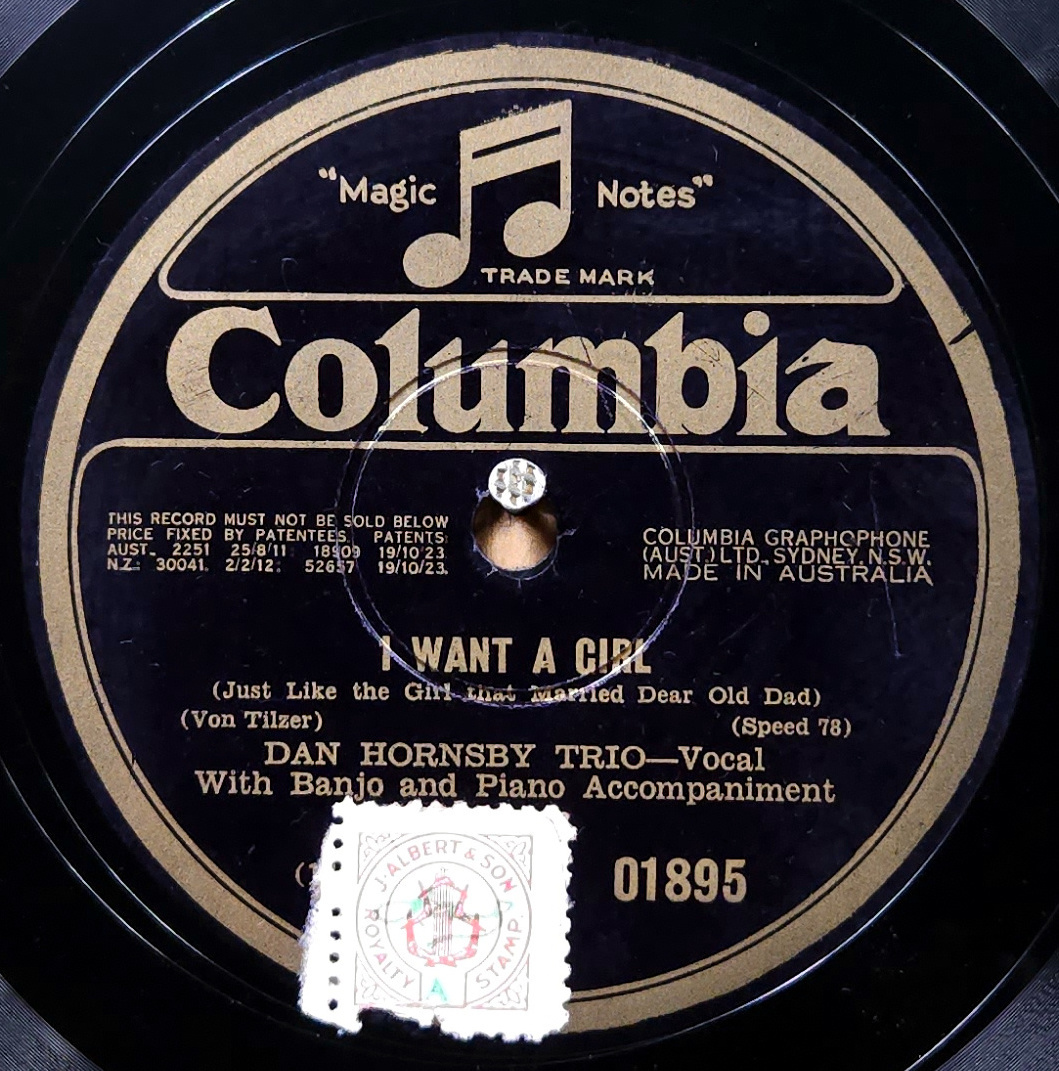 "Magic Notes"
TRADE MARK
Columbia
THIS RECORD MUST NOT BE SOLD BELOW
PRICE FIXED BY PATENTEES. PATENTS:
AUST. 2251 25/8/11: 18909 19/10/23
N.Z.: 30041. 2/2/12: 52657 19/10/23.
COLUMBIA GRAPHOPHONE
(AUST.) LTD. SYDNEY. N.S.W.
MADE IN AUSTRALIA
I WANT A GIRL
(Just Like the Girl that Married Dear Old Dad)
(Von Tilzer) (Speed 78)
DAN HORNSBY TRIO—Vocal
With Banjo and Piano Accompaniment
01895
J. ALBERT & SON
ROYALTY STAMP
A